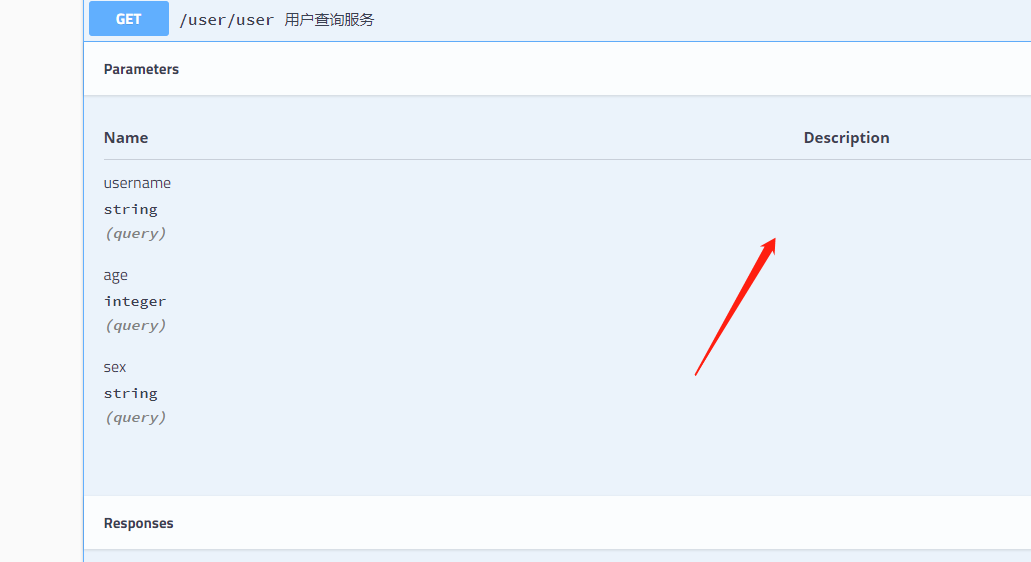 GET /user/user 用户查询服务
Parameters
Name Description
username
string
(query)
age
integer
(query)
sex
string
(query)
Responses